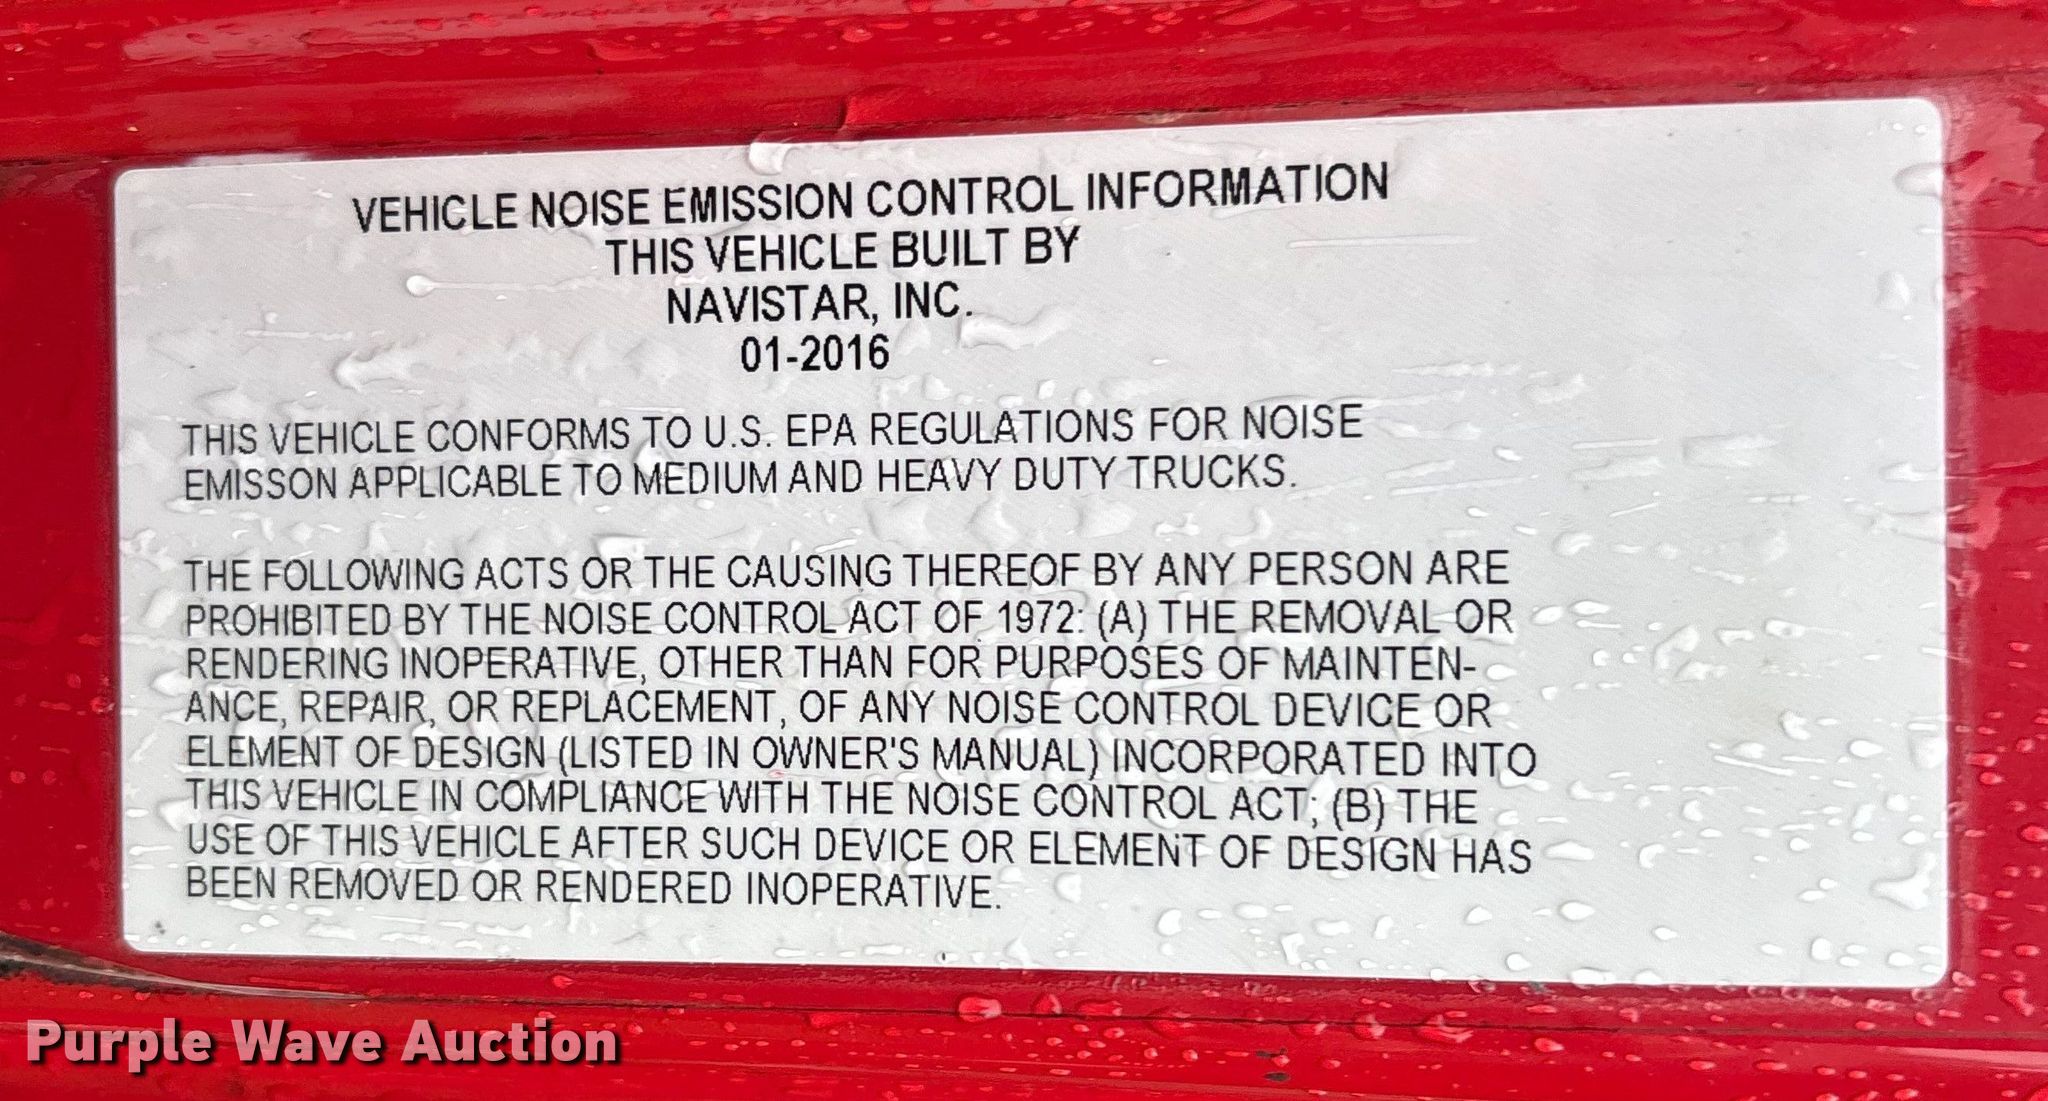 VEHICLE NOISE EMISSION CONTROL INFORMATION
THIS VEHICLE BUILT BY
NAVISTAR, INC.
01-2016
THIS VEHICLE CONFORMS TO U.S. EPA REGULATIONS FOR NOISE
EMISSON APPLICABLE TO MEDIUM AND HEAVY DUTY TRUCKS.
THE FOLLOWING ACTS OR THE CAUSING THEREOF BY ANY PERSON ARE
PROHIBITED BY THE NOISE CONTROL ACT OF 1972: (A) THE REMOVAL OR
RENDERING INOPERATIVE, OTHER THAN FOR PURPOSES OF MAINTEN-
ANCE, REPAIR, OR REPLACEMENT, OF ANY NOISE CONTROL DEVICE OR
ELEMENT OF DESIGN (LISTED IN OWNER'S MANUAL) INCORPORATED INTO
THIS VEHICLE IN COMPLIANCE WITH THE NOISE CONTROL ACT; (B) THE
USE OF THIS VEHICLE AFTER SUCH DEVICE OR ELEMENT OF DESIGN HAS
BEEN REMOVED OR RENDERED INOPERATIVE.
Purple Wave Auction